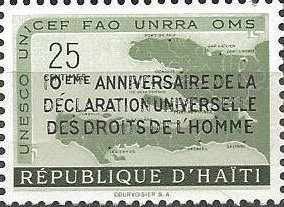 UNESCO UNICEF FAO UNRRA OMS
25
CENTIMES
10ᵉ ANNIVERSAIRE DE LA
DÉCLARATION UNIVERSELLE
DES DROITS DE L'HOMME
RÉPUBLIQUE D'HAÏTI
COURVOISIER S.A.